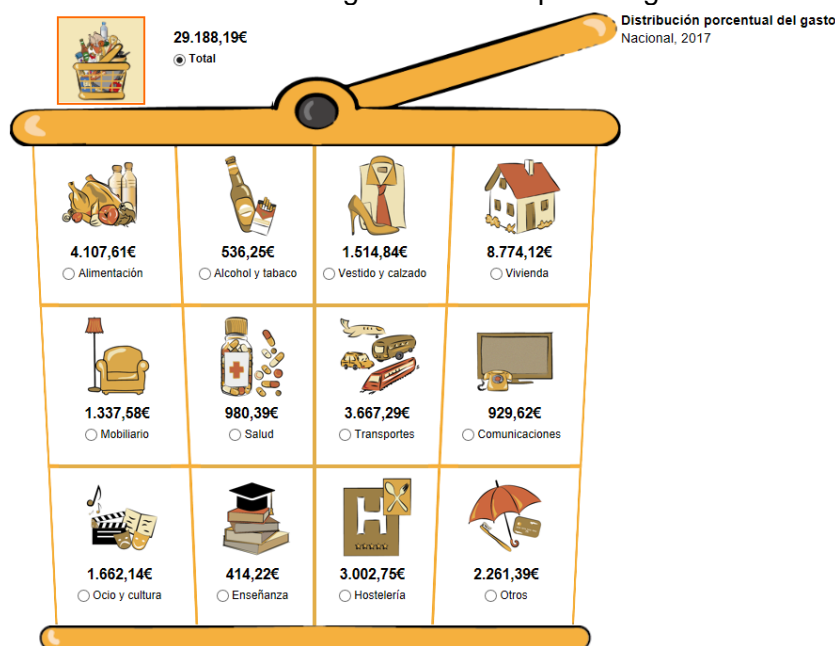 29.188,19€
Total
Distribución porcentual del gasto
Nacional, 2017
4.107,61€
Alimentación
536,25€
Alcohol y tabaco
1.514,84€
Vestido y calzado
8.774,12€
Vivienda
1.337,58€
Mobiliario
980,39€
Salud
3.667,29€
Transportes
929,62€
Comunicaciones
1.662,14€
Ocio y cultura
414,22€
Enseñanza
H
3.002,75€
Hostelería
2.261,39€
Otros